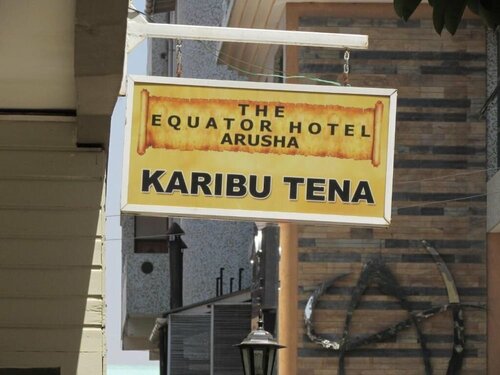 THE
EQUATOR HOTEL
ARUSHA
KARIBU TENA